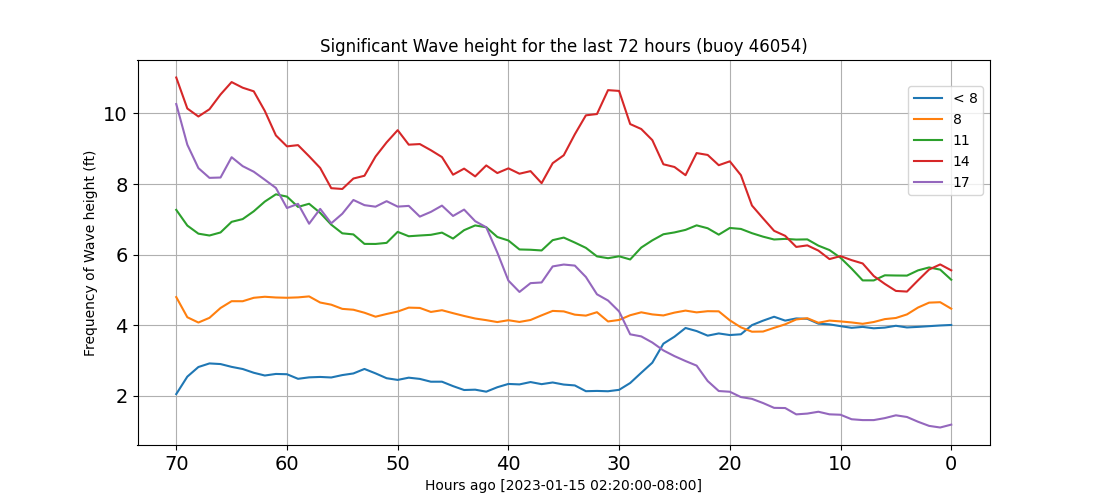 Significant Wave height for the last 72 hours (buoy 46054)
Frequency of Wave height (ft)
10
8
6
4
2
< 8
8
11
14
17
70 60 50 40 30 20 10 0
Hours ago [2023-01-15 02:20:00-08:00]